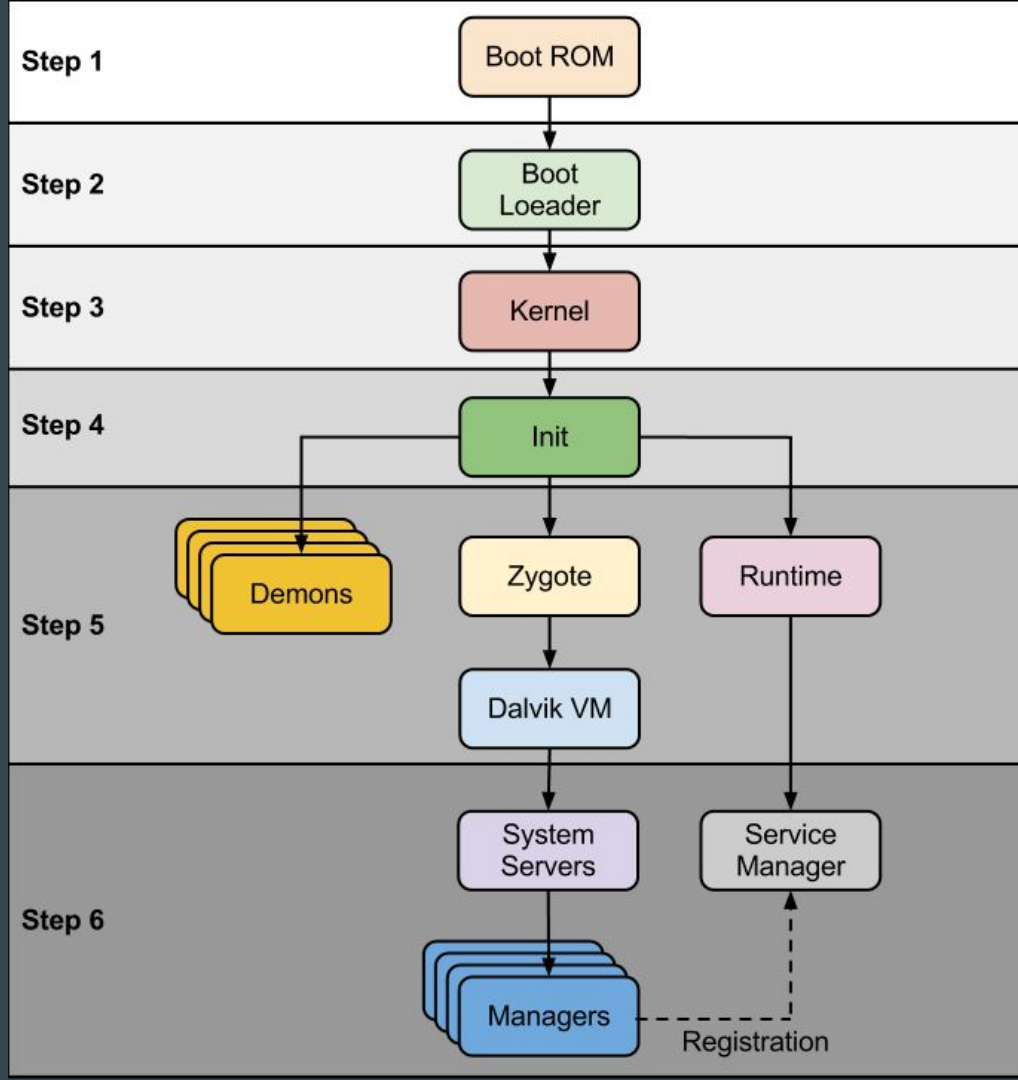 Step 1
Boot ROM
Step 2
Boot
Loeader
Step 3
Kernel
Step 4
Init
Step 5
Demons
Zygote
Runtime
Dalvik VM
Step 6
System
Servers
Service
Manager
Managers
Registration